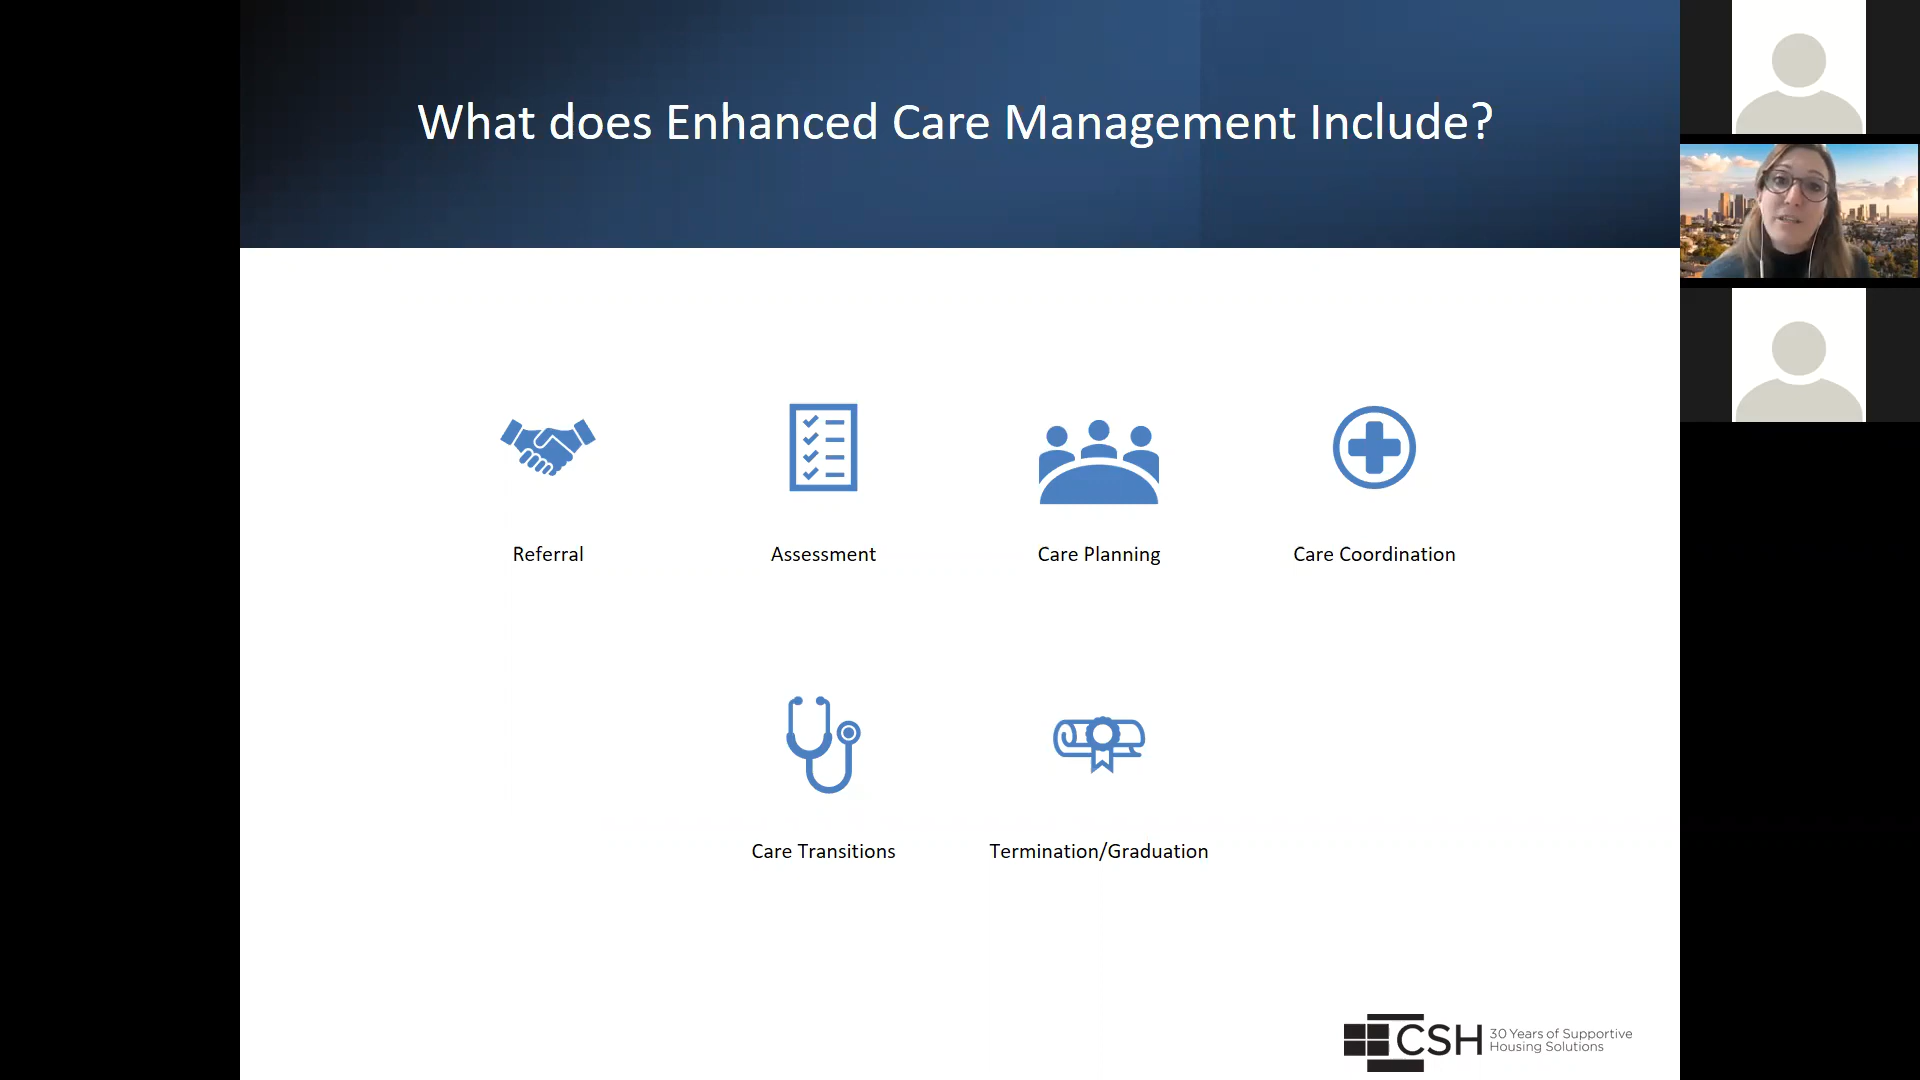 What does Enhanced Care Management Include?
Referral
Assessment
Care Planning
Care Coordination
Care Transitions
Termination/Graduation
CSH
30 Years of Supportive
Housing Solutions